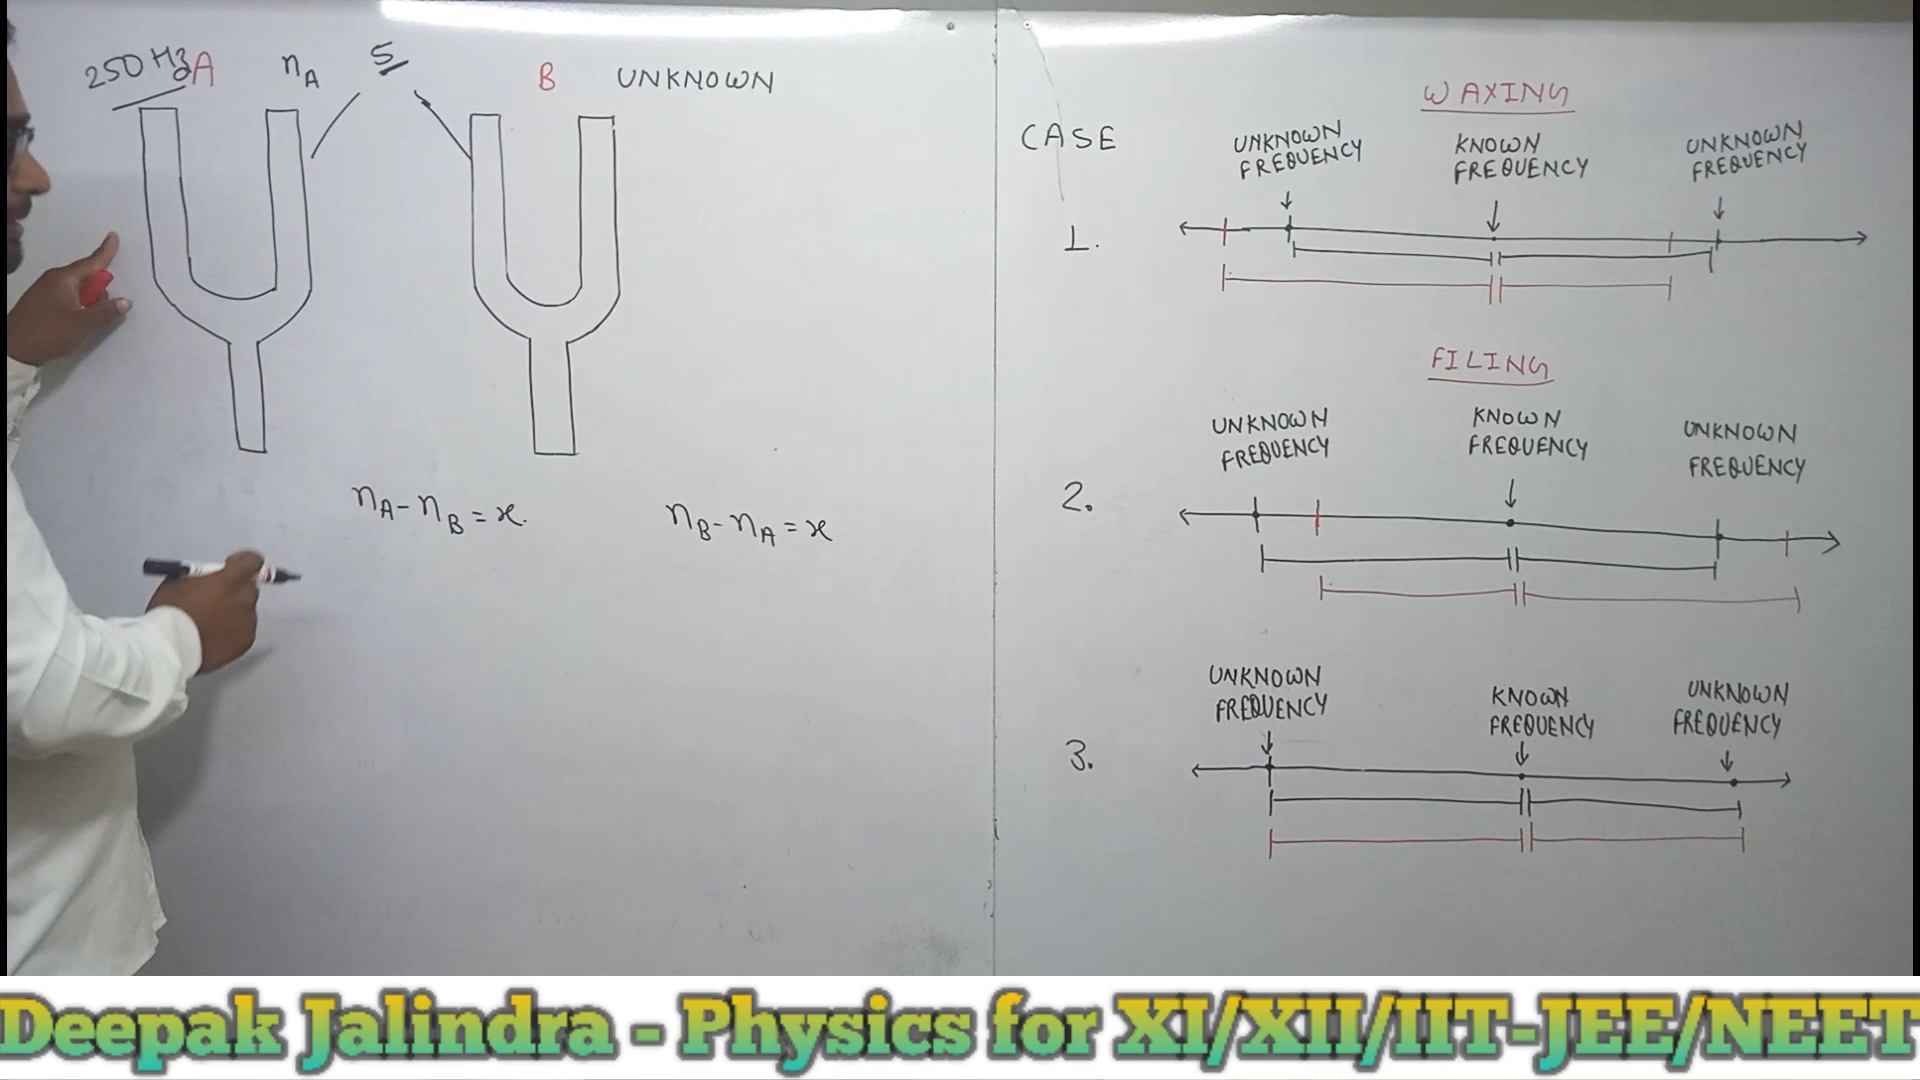 250 Hz A nA 5 B UNKNOWN
nA - nB = x.
nB - nA = x
WAXING
CASE
UNKNOWN FREQUENCY
KNOWN FREQUENCY
UNKNOWN FREQUENCY
1.
FILING
UNKNOWN FREQUENCY
KNOWN FREQUENCY
UNKNOWN FREQUENCY
2.
UNKNOWN FREQUENCY
KNOWN FREQUENCY
UNKNOWN FREQUENCY
3.
Deepak Jalindra - Physics for XI/XII/IIT-JEE/NEET